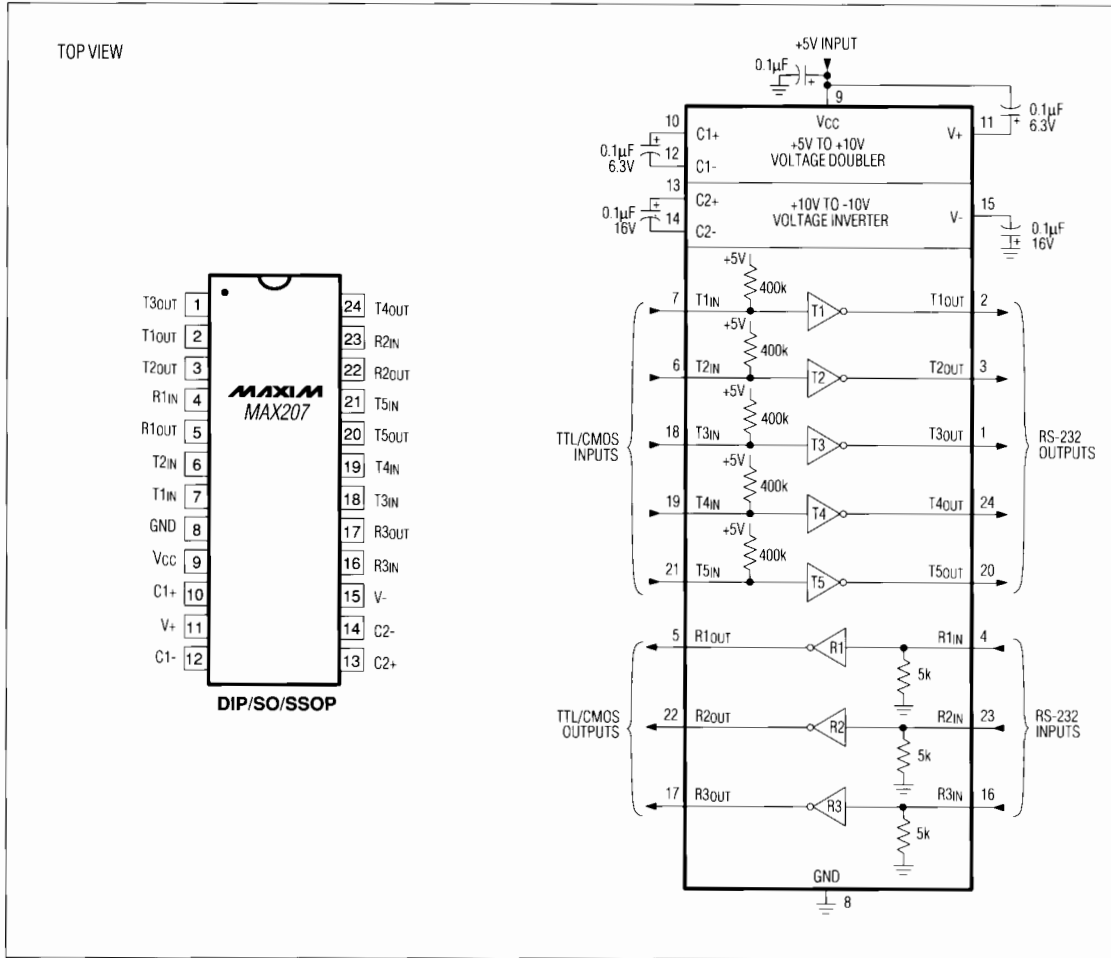 TOP VIEW
T3OUT 1
T1OUT 2
T2OUT 3
R1IN 4
R1OUT 5
T2IN 6
T1IN 7
GND 8
VCC 9
C1+ 10
V+ 11
C1- 12
24 T4OUT
23 R2IN
22 R2OUT
21 T5IN
20 T5OUT
19 T4IN
18 T3IN
17 R3OUT
16 R3IN
15 V-
14 C2-
13 C2+
MAXIM
MAX207
DIP/SO/SSOP
+5V INPUT
0.1µF
+
9
VCC
+5V TO +10V
VOLTAGE DOUBLER
10 C1+
12 C1-
0.1µF
6.3V
+
V+ 11
0.1µF
6.3V
+
+10V TO -10V
VOLTAGE INVERTER
13 C2+
14 C2-
0.1µF
16V
+
V- 15
0.1µF
16V
+
+5V
400k
7 T1IN T1 T1OUT 2
+5V
400k
6 T2IN T2 T2OUT 3
+5V
400k
18 T3IN T3 T3OUT 1
+5V
400k
19 T4IN T4 T4OUT 24
+5V
400k
21 T5IN T5 T5OUT 20
TTL/CMOS
INPUTS
RS-232
OUTPUTS
5 R1OUT R1 R1IN 4
5k
22 R2OUT R2 R2IN 23
5k
17 R3OUT R3 R3IN 16
5k
TTL/CMOS
OUTPUTS
RS-232
INPUTS
GND
8